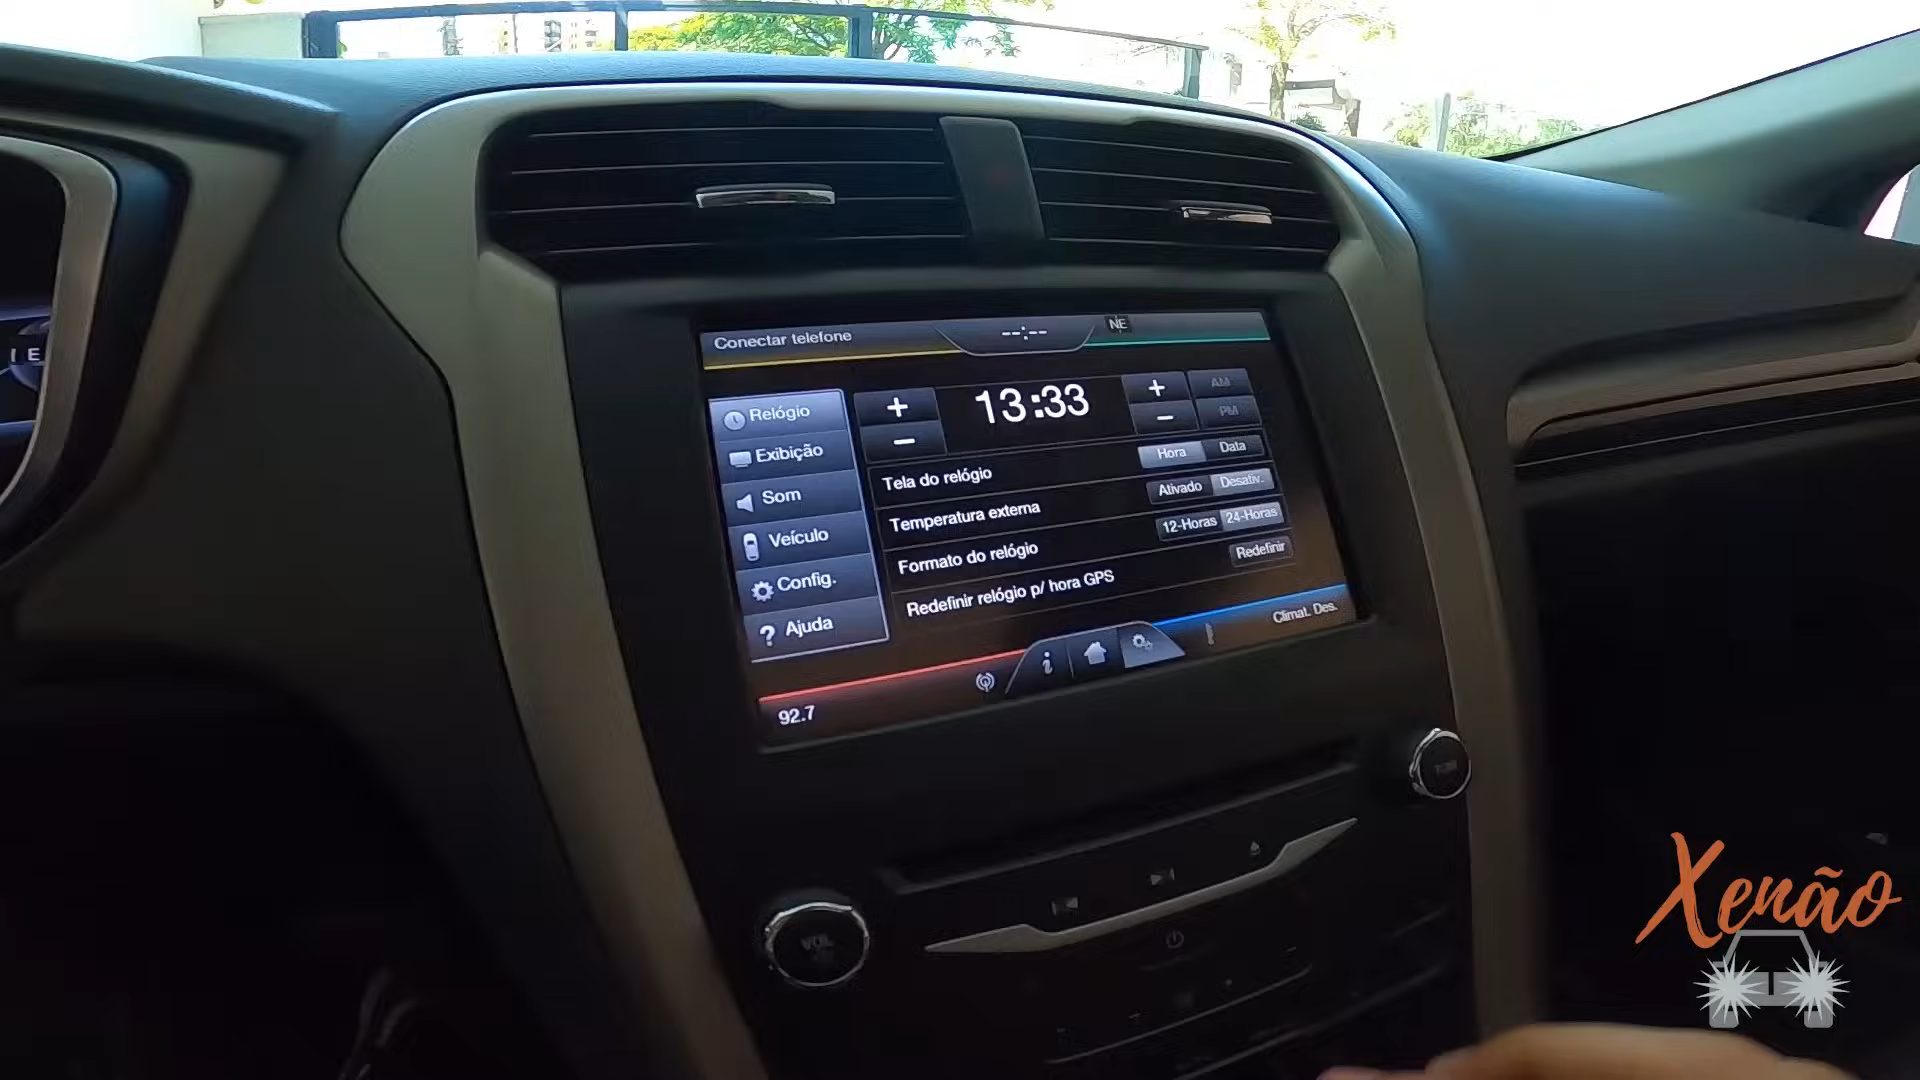 Conectar telefone
--:--
NE
Relógio
+
13:33
+
AM
−
−
PM
Exibição
Tela do relógio
Hora
Data
Som
Temperatura externa
Ativado
Desativ.
Veículo
Formato do relógio
12-Horas
24-Horas
Config.
Redefinir relógio p/ hora GPS
Redefinir
? Ajuda
Climat. Des.
i
92.7
VOL
Xenão